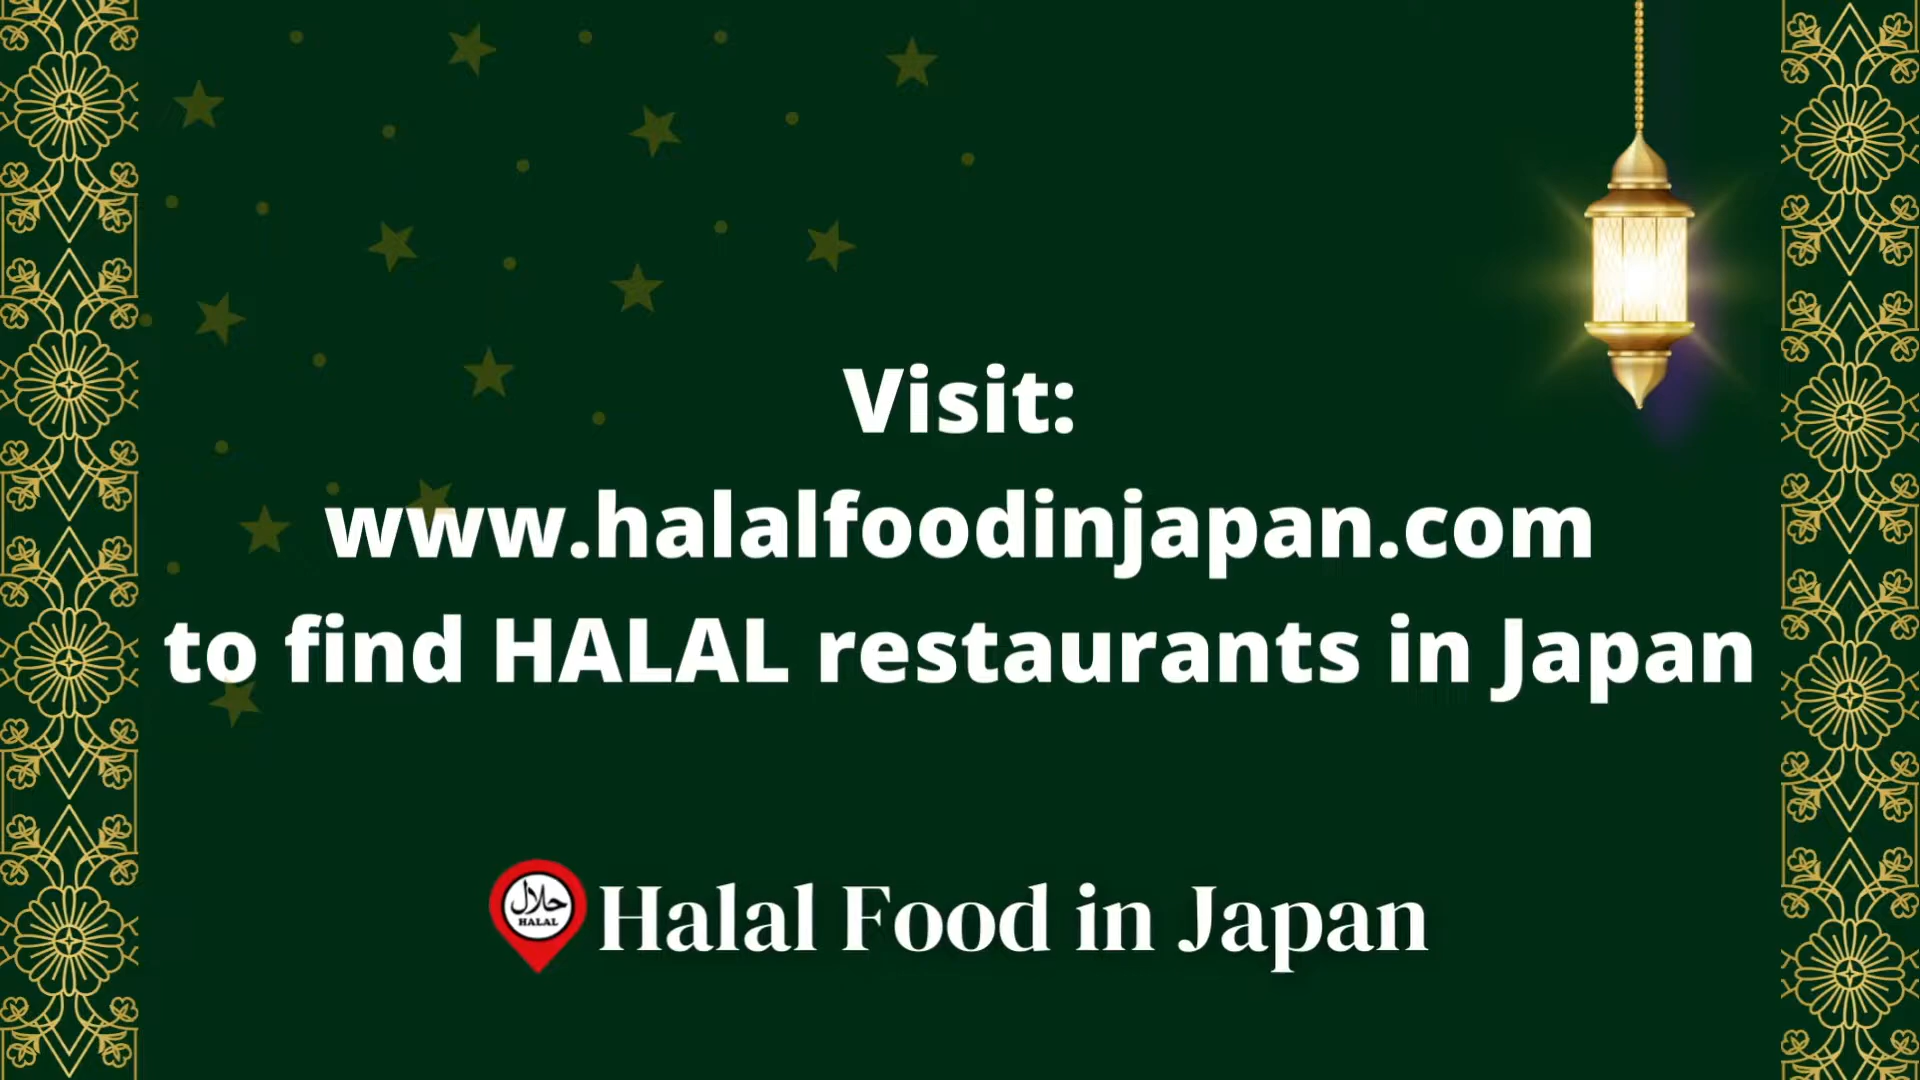 Visit:
www.halalfoodinjapan.com
to find HALAL restaurants in Japan
حلال
HALAL
Halal Food in Japan